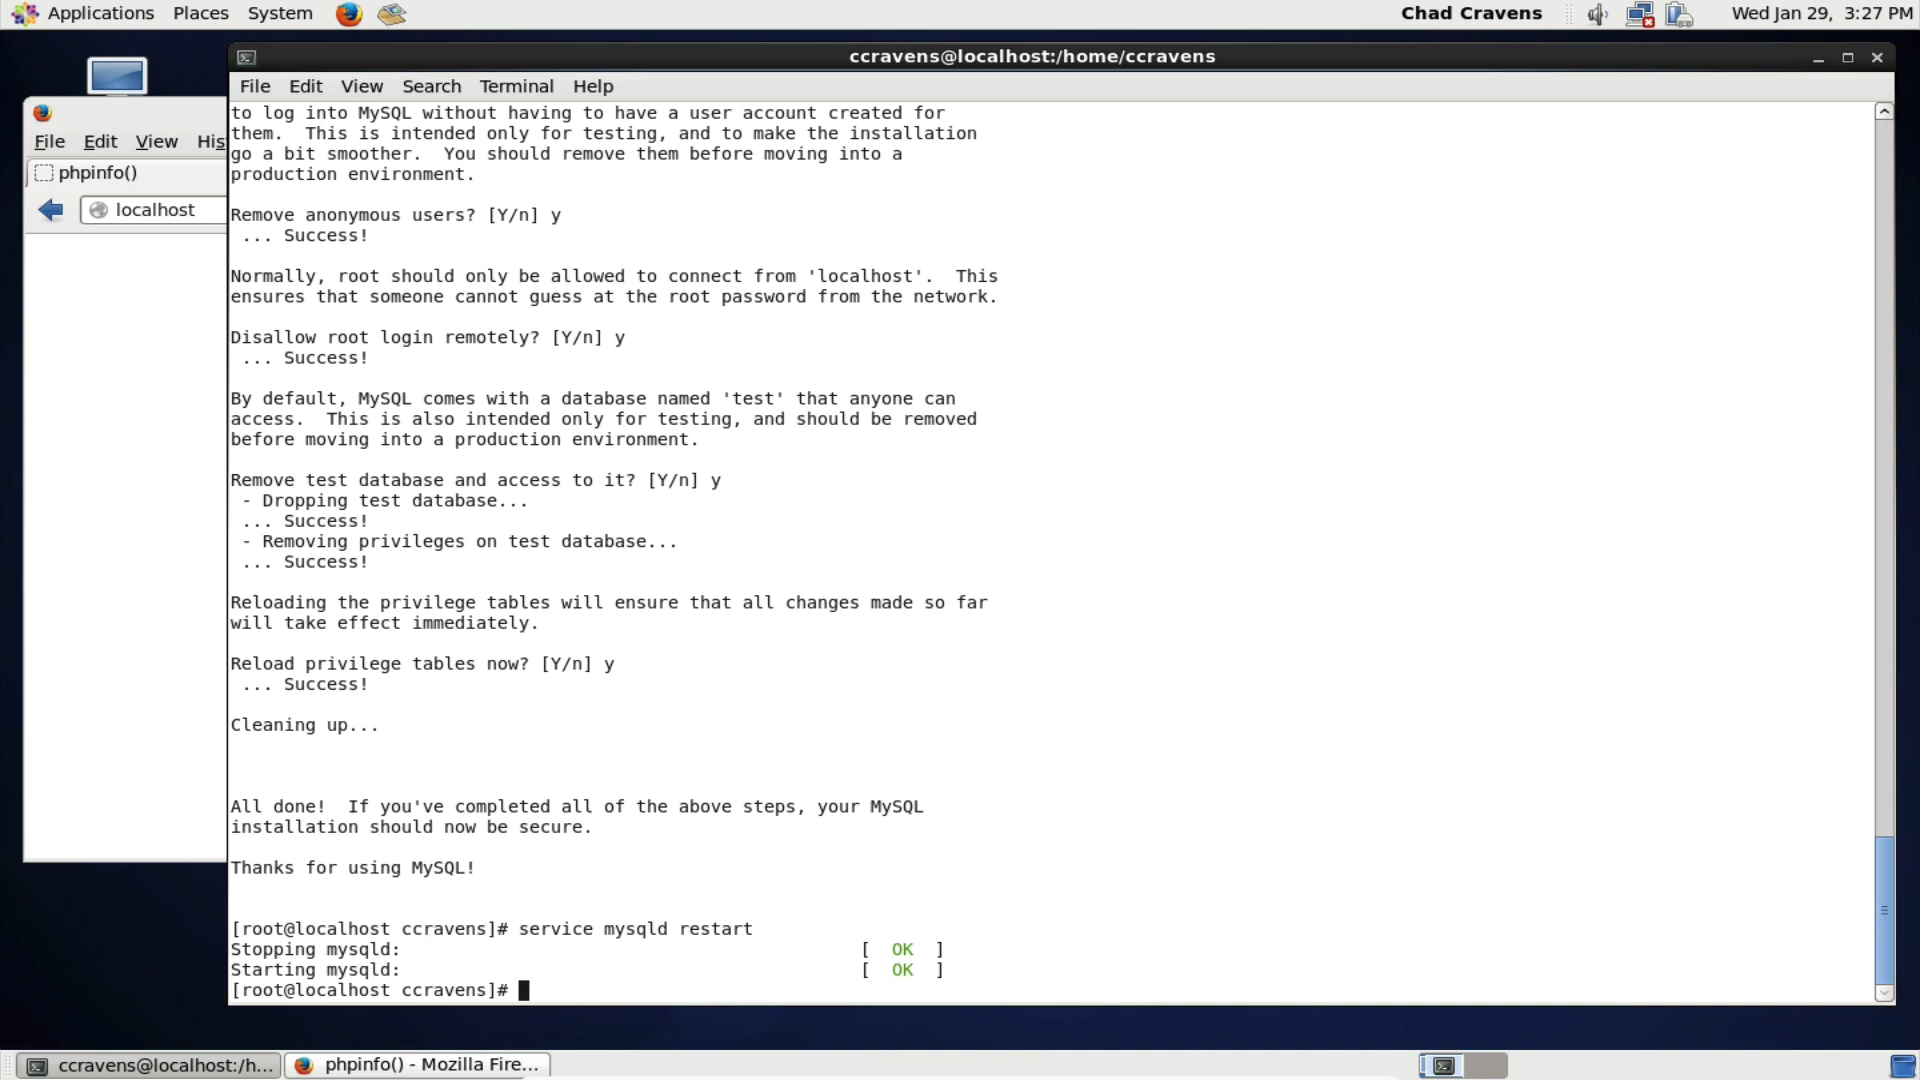 Applications Places System Chad Cravens Wed Jan 29, 3:27 PM
ccravens@localhost:/home/ccravens
File Edit View Search Terminal Help
File Edit View His
phpinfo()
localhost
to log into MySQL without having to have a user account created for
them.  This is intended only for testing, and to make the installation
go a bit smoother.  You should remove them before moving into a
production environment.
Remove anonymous users? [Y/n] y
 ... Success!
Normally, root should only be allowed to connect from 'localhost'.  This
ensures that someone cannot guess at the root password from the network.
Disallow root login remotely? [Y/n] y
 ... Success!
By default, MySQL comes with a database named 'test' that anyone can
access.  This is also intended only for testing, and should be removed
before moving into a production environment.
Remove test database and access to it? [Y/n] y
 - Dropping test database...
 ... Success!
 - Removing privileges on test database...
 ... Success!
Reloading the privilege tables will ensure that all changes made so far
will take effect immediately.
Reload privilege tables now? [Y/n] y
 ... Success!
Cleaning up...
All done!  If you've completed all of the above steps, your MySQL
installation should now be secure.
Thanks for using MySQL!
[root@localhost ccravens]# service mysqld restart
Stopping mysqld: [  OK  ]
Starting mysqld: [  OK  ]
[root@localhost ccravens]#
ccravens@localhost:/h... phpinfo() - Mozilla Fire...